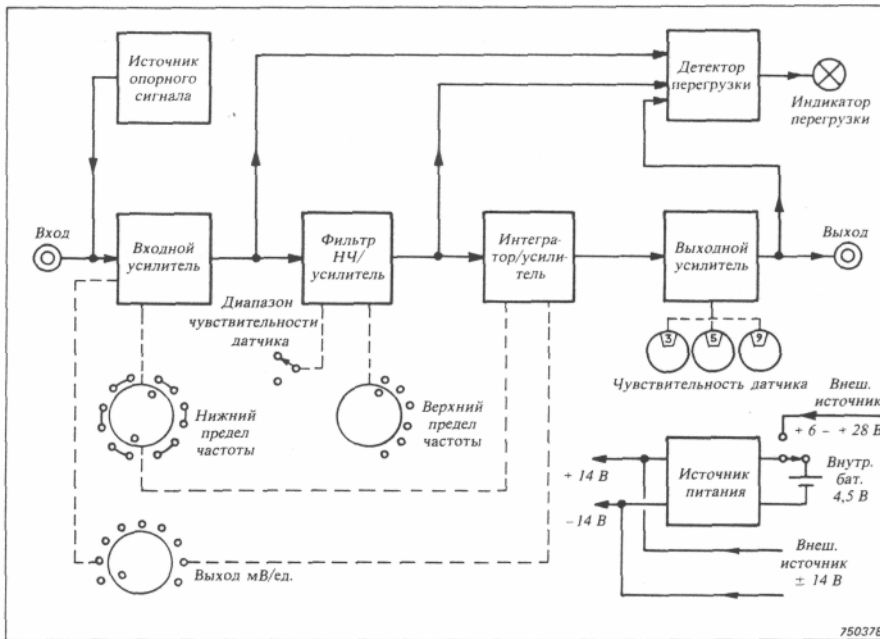 Источник
опорного
сигнала
Детектор
перегрузки
Индикатор
перегрузки
Вход
Входной
усилитель
Фильтр
НЧ/
усилитель
Интегра-
тор/усили-
тель
Выходной
усилитель
Выход
Диапазон
чувствительности
датчика
3 5 9
Чувствительность датчика
Нижний
предел
частоты
Верхний
предел
частоты
Внеш.
источник
+ 6 – + 28 В
+ 14 В
– 14 В
Источник
питания
Внутр.
бат.
4,5 В
Выход мВ/ед.
Внеш.
источник
± 14 В
750378